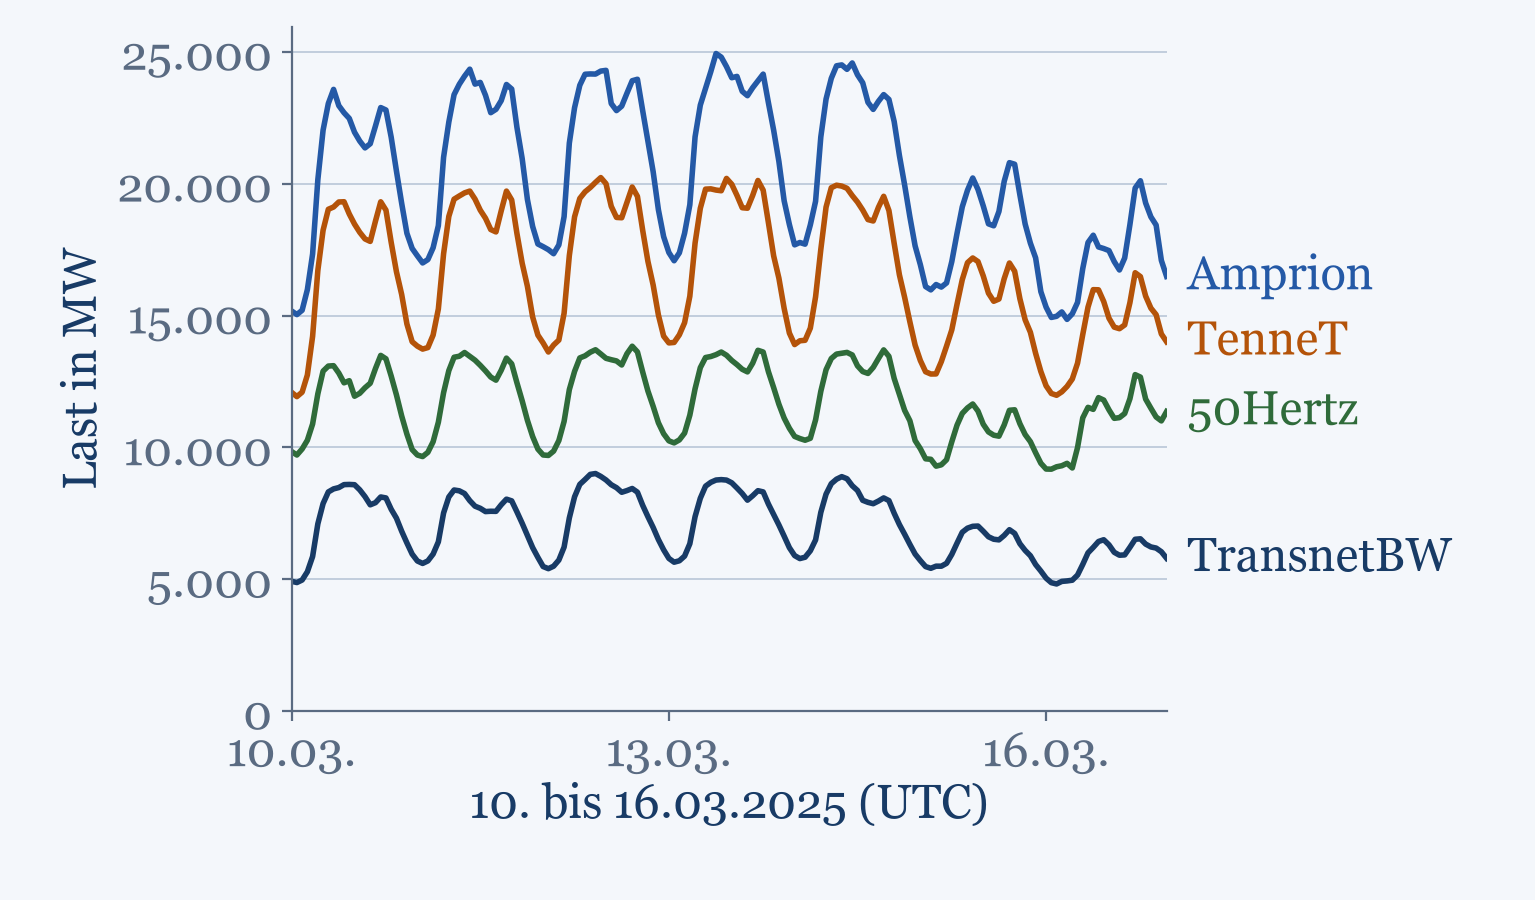 25.000
20.000
15.000
10.000
5.000
0
Last in MW
10.03.
13.03.
16.03.
10. bis 16.03.2025 (UTC)
Amprion
TenneT
50Hertz
TransnetBW